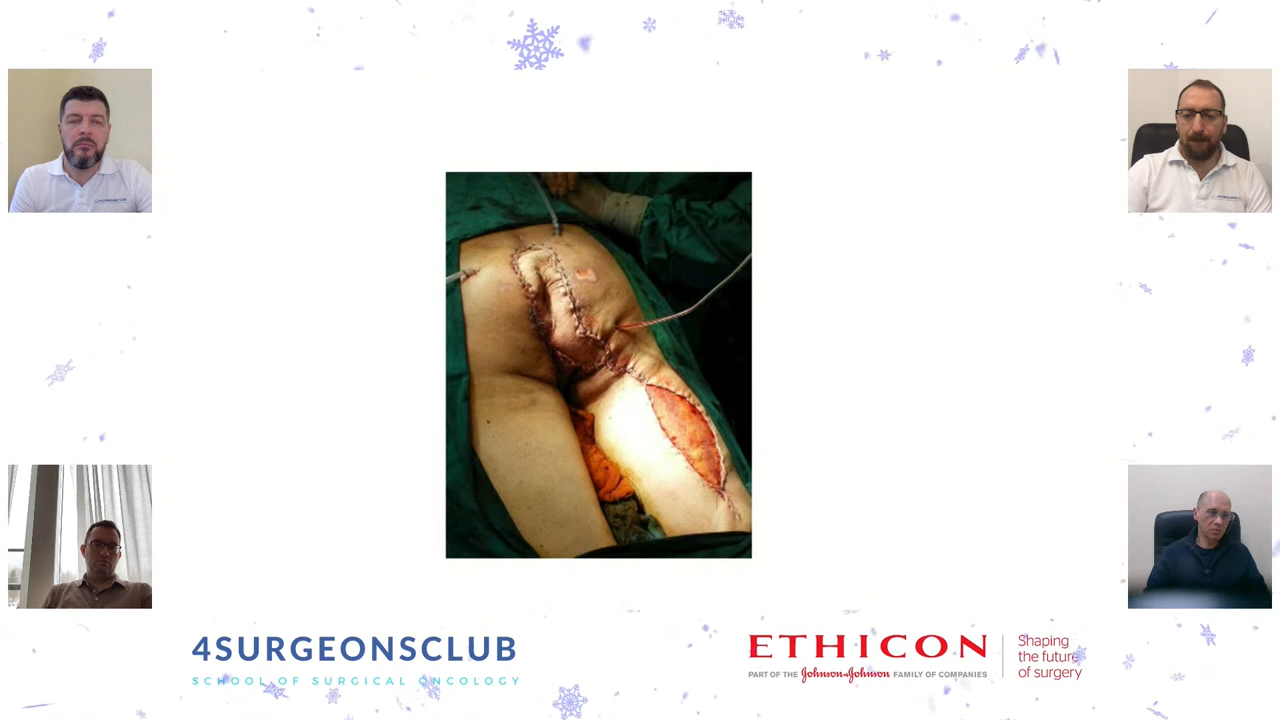 4SURGEONSCLUB
SCHOOL OF SURGICAL ONCOLOGY
ETHICON
PART OF THE Johnson&Johnson FAMILY OF COMPANIES
Shaping
the future
of surgery